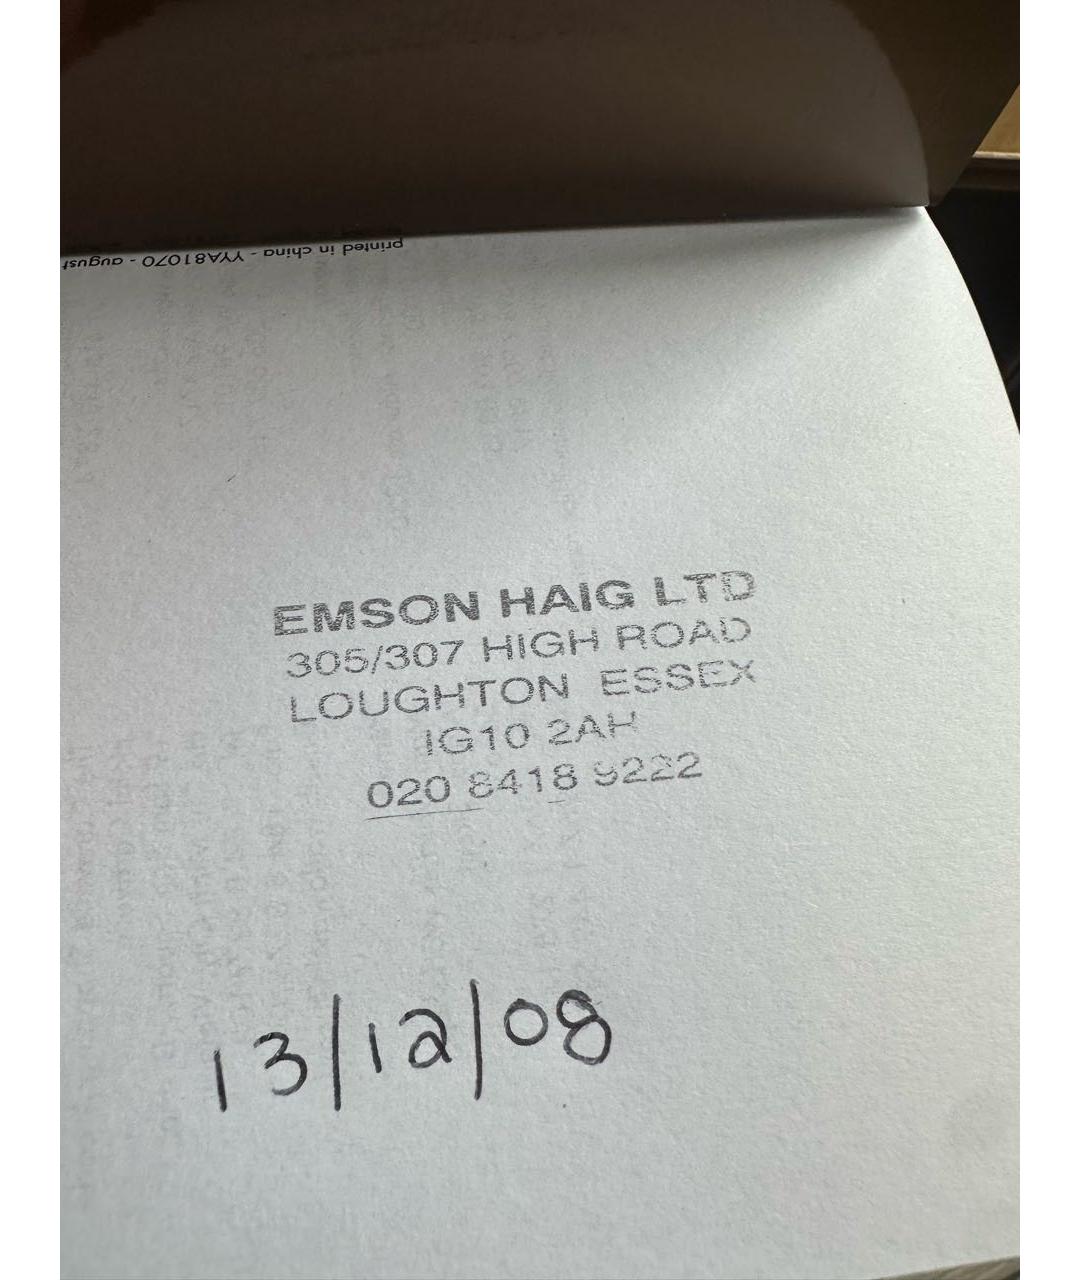 printed in china - YYA81070 - august
EMSON HAIG LTD
305/307 HIGH ROAD
LOUGHTON ESSEX
IG10 2AH
020 8418 9222
13/12/08